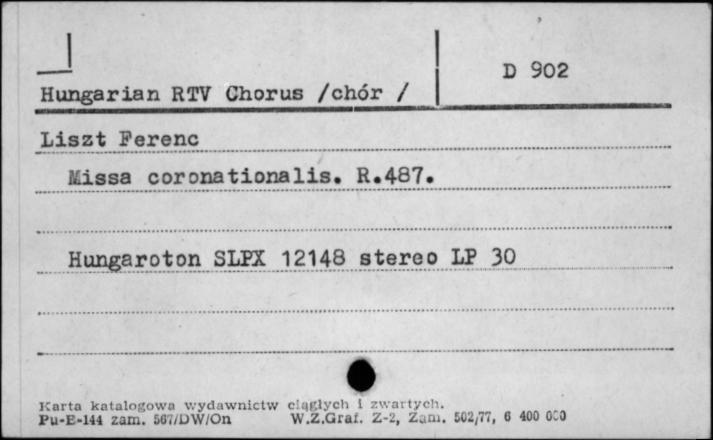 D 902
Hungarian RTV Chorus /chór /
Liszt Ferenc
Missa coronationalis. R.487.
Hungaroton SLPX 12148 stereo LP 30
Karta katalogowa wydawnictw ciągłych i zwartych.
Pu-E-144 zam. 567/DW/On W.Z.Graf. Z-2, Zam. 502/77, 6 400 000